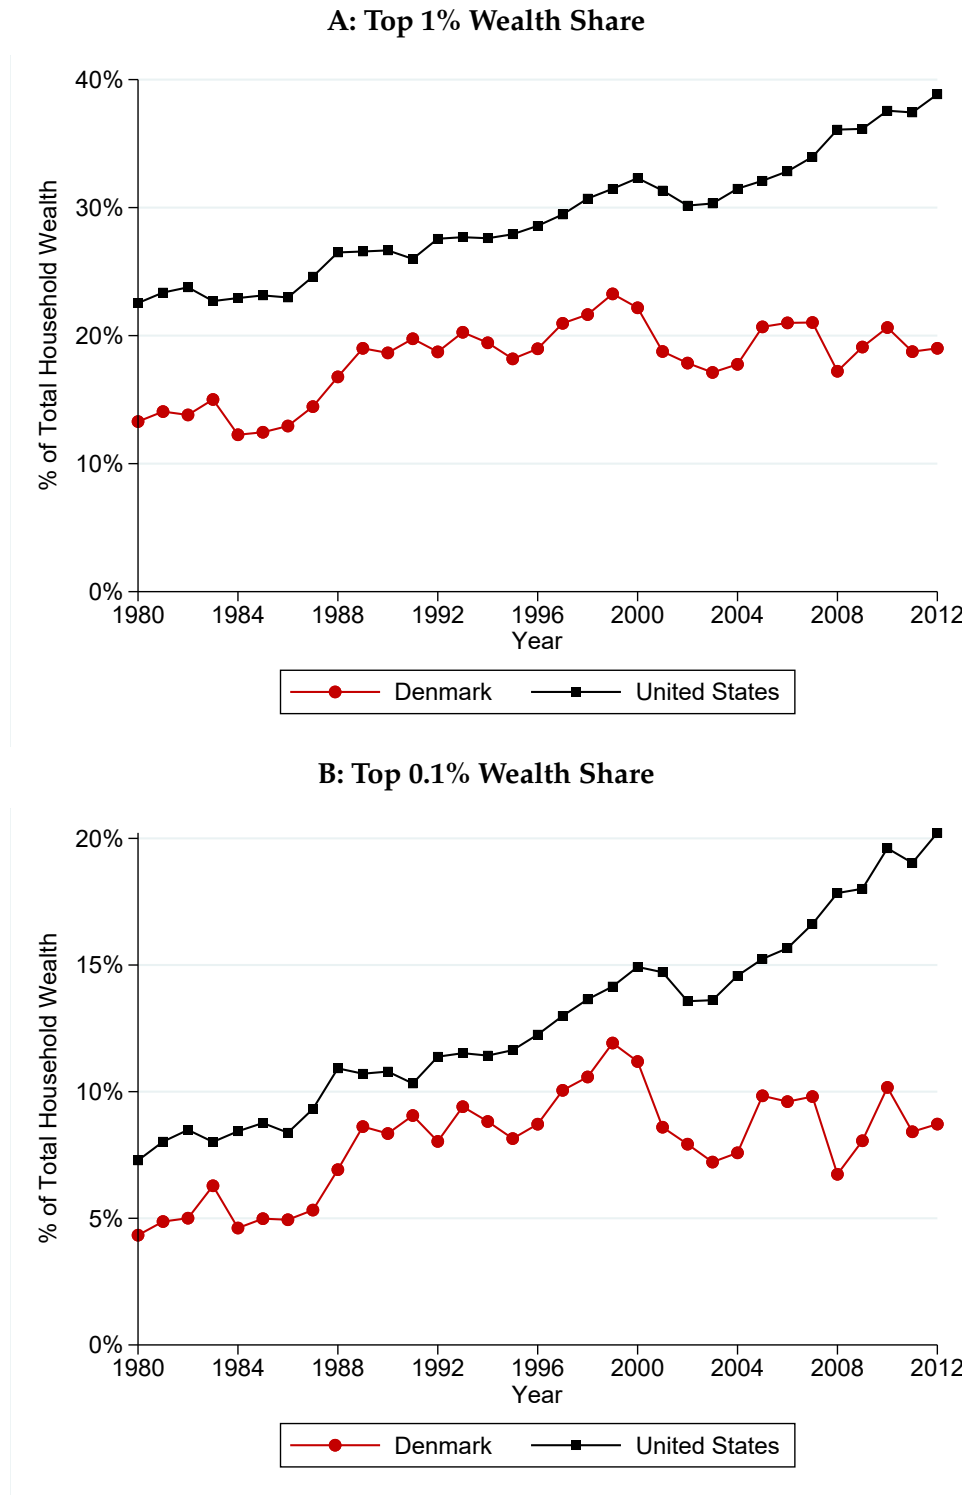 A: Top 1% Wealth Share
40%
30%
20%
10%
0%
% of Total Household Wealth
1980 1984 1988 1992 1996 2000 2004 2008 2012
Year
Denmark United States
B: Top 0.1% Wealth Share
20%
15%
10%
5%
0%
% of Total Household Wealth
1980 1984 1988 1992 1996 2000 2004 2008 2012
Year
Denmark United States